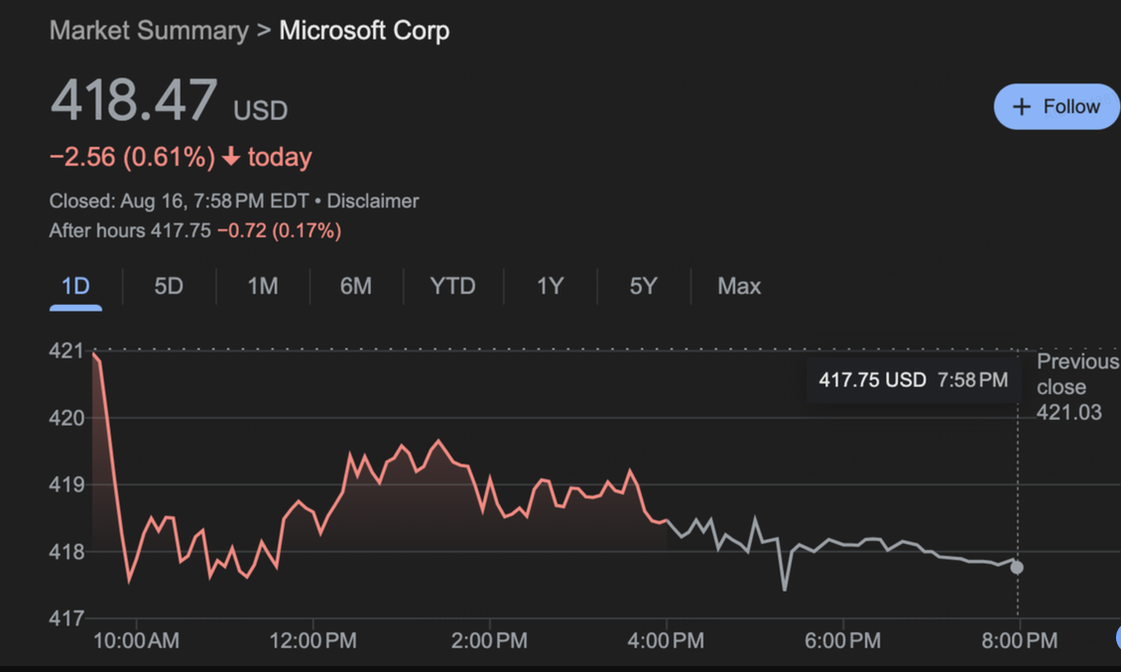 Market Summary > Microsoft Corp
418.47 USD
+ Follow
−2.56 (0.61%) ↓ today
Closed: Aug 16, 7:58 PM EDT • Disclaimer
After hours 417.75 −0.72 (0.17%)
1D 5D 1M 6M YTD 1Y 5Y Max
421
420
419
418
417
417.75 USD 7:58 PM
Previous
close
421.03
10:00 AM 12:00 PM 2:00 PM 4:00 PM 6:00 PM 8:00 PM